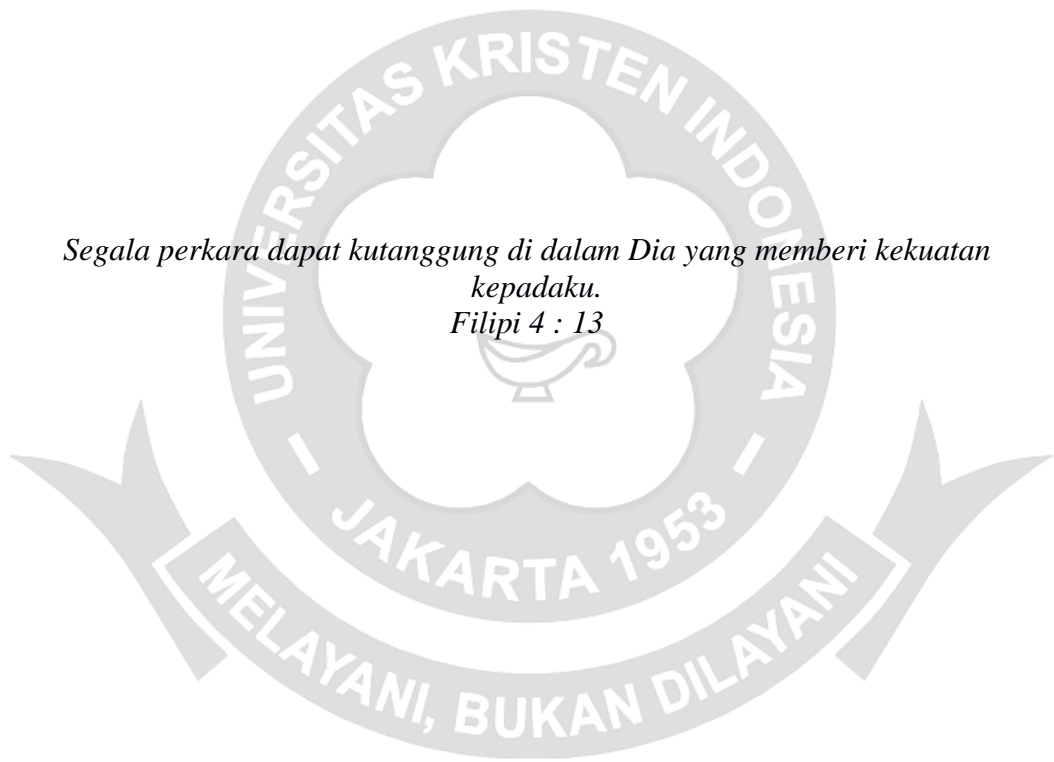 UNIVERSITAS KRISTEN INDONESIA
Segala perkara dapat kutanggung di dalam Dia yang memberi kekuatan
kepadaku.
Filipi 4 : 13
JAKARTA 1953
MELAYANI, BUKAN DILAYANI